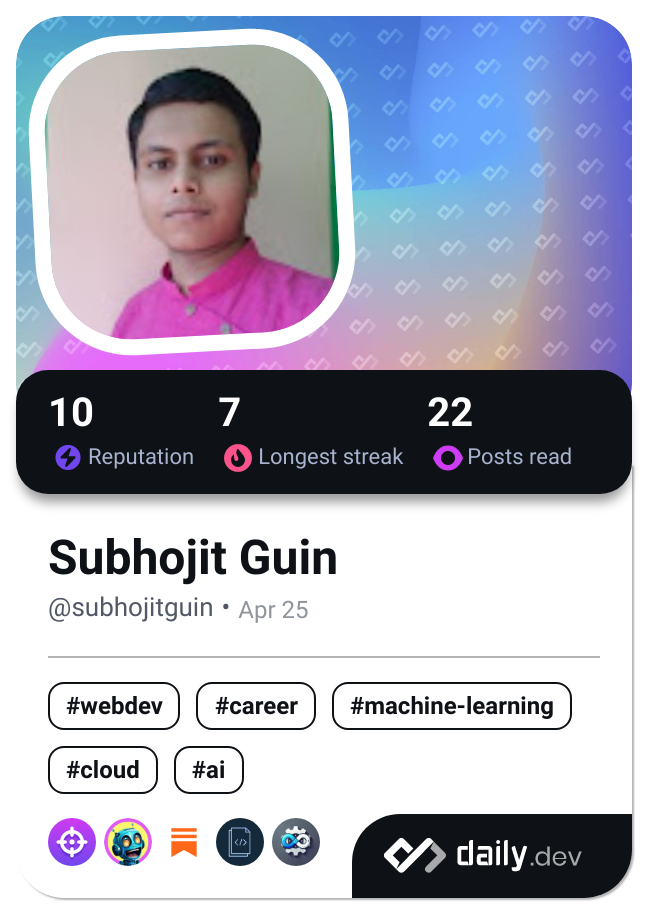 10 7 22
Reputation Longest streak Posts read
Subhojit Guin
@subhojitguin • Apr 25
#webdev #career #machine-learning
#cloud #ai
daily.dev